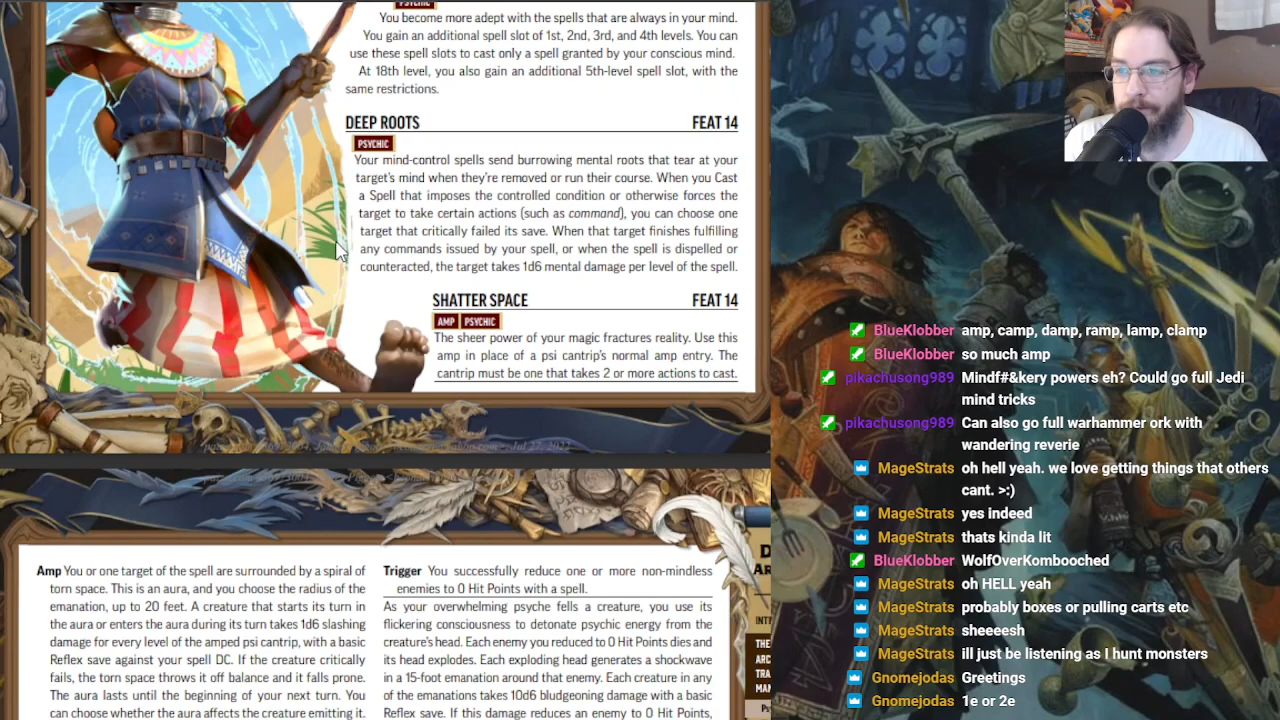 PSYCHIC
You become more adept with the spells that are always in your mind.
You gain an additional spell slot of 1st, 2nd, 3rd, and 4th levels. You can
use these spell slots to cast only a spell granted by your conscious mind.
At 18th level, you also gain an additional 5th-level spell slot, with the
same restrictions.
DEEP ROOTS FEAT 14
PSYCHIC
Your mind-control spells send burrowing mental roots that tear at your
target's mind when they're removed or run their course. When you Cast
a Spell that imposes the controlled condition or otherwise forces the
target to take certain actions (such as command), you can choose one
target that critically failed its save. When that target finishes fulfilling
any commands issued by your spell, or when the spell is dispelled or
counteracted, the target takes 1d6 mental damage per level of the spell.
SHATTER SPACE FEAT 14
AMP PSYCHIC
The sheer power of your magic fractures reality. Use this
amp in place of a psi cantrip's normal amp entry. The
cantrip must be one that takes 2 or more actions to cast.
Amp You or one target of the spell are surrounded by a spiral of
torn space. This is an aura, and you choose the radius of the
emanation, up to 20 feet. A creature that starts its turn in
the aura or enters the aura during its turn takes 1d6 slashing
damage for every level of the amped psi cantrip, with a basic
Reflex save against your spell DC. If the creature critically
fails, the torn space throws it off balance and it falls prone.
The aura lasts until the beginning of your next turn. You
can choose whether the aura affects the creature emitting it.
Trigger You successfully reduce one or more non-mindless
enemies to 0 Hit Points with a spell.
As your overwhelming psyche fells a creature, you use its
flickering consciousness to detonate psychic energy from the
creature's head. Each enemy you reduced to 0 Hit Points dies and
its head explodes. Each exploding head generates a shockwave
in a 15-foot emanation around that enemy. Each creature in any
of the emanations takes 10d6 bludgeoning damage with a basic
Reflex save. If this damage reduces an enemy to 0 Hit Points,
BlueKlobber amp, camp, damp, ramp, lamp, clamp
BlueKlobber so much amp
pikachusong989 Mindf#&kery powers eh? Could go full Jedi
mind tricks
pikachusong989 Can also go full warhammer ork with
wandering reverie
MageStrats oh hell yeah. we love getting things that others
cant. >:)
MageStrats yes indeed
MageStrats thats kinda lit
BlueKlobber WolfOverKombooched
MageStrats oh HELL yeah
MageStrats probably boxes or pulling carts etc
MageStrats sheeeesh
MageStrats ill just be listening as I hunt monsters
Gnomejodas Greetings
Gnomejodas 1e or 2e